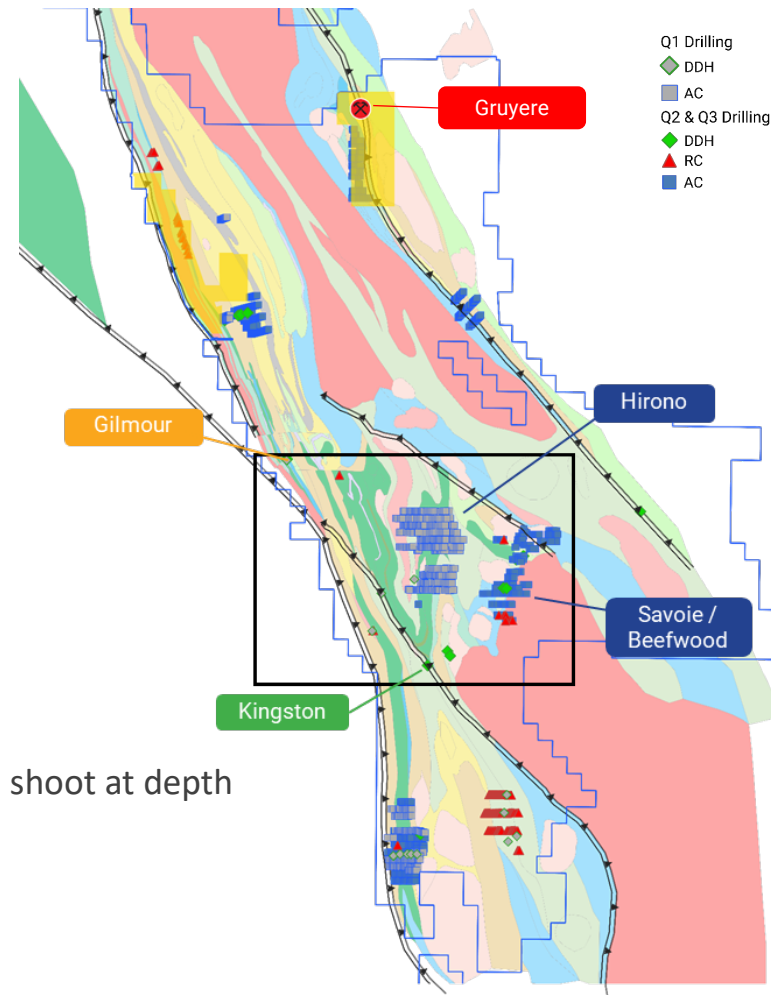 Q1 Drilling
DDH
AC
Q2 & Q3 Drilling
DDH
RC
AC
Gruyere
Hirono
Gilmour
Savoie /
Beefwood
Kingston
shoot at depth